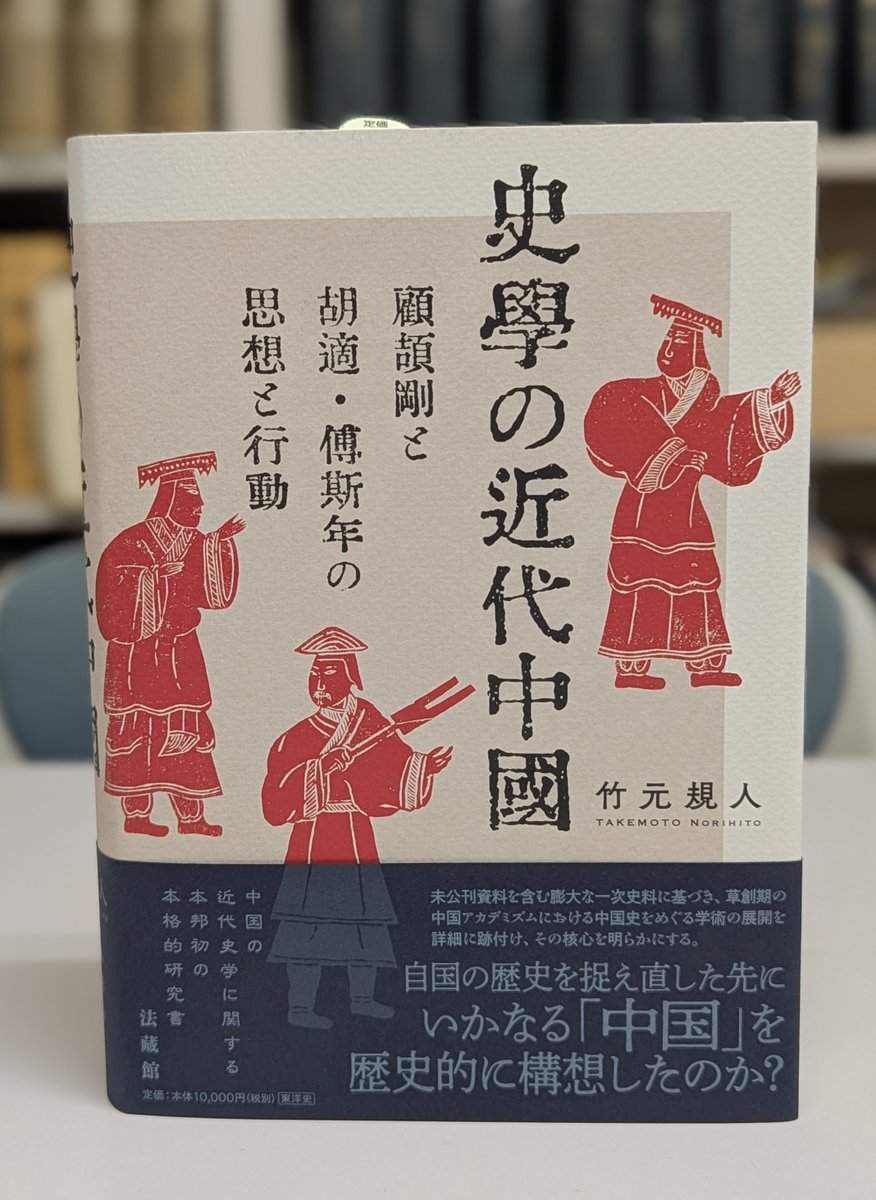 定価
史學の近代中國
顧頡剛と
胡適・傅斯年の
思想と行動
竹元規人
TAKEMOTO NORIHITO
未公刊資料を含む膨大な一次史料に基づき、草創期の
中国アカデミズムにおける中国史をめぐる学術の展開を
詳細に跡付け、その核心を明らかにする。
自国の歴史を捉え直した先に
いかなる「中国」を
歴史的に構想したのか?
中国の
近代史学に関する
本邦初の
本格的研究書
法藏館
定価:本体10,000円(税別) 東洋史